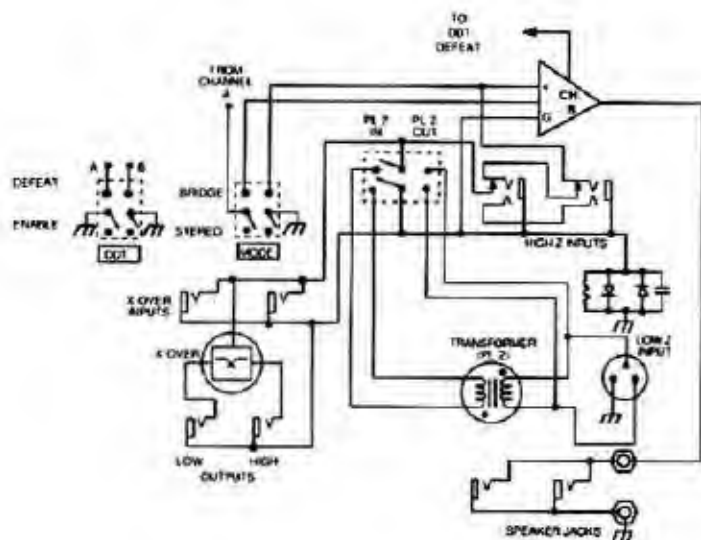 TO
DDT
DEFEAT
FROM
CHANNEL
A
CH
B
G
PL 2
IN
PL 2
OUT
A
B
DEFEAT
BRIDGE
ENABLE
STEREO
DDT
MODE
HIGH Z INPUTS
X OVER
INPUTS
X OVER
TRANSFORMER
(PL 2)
LOW Z
INPUT
LOW
HIGH
OUTPUTS
SPEAKER JACKS